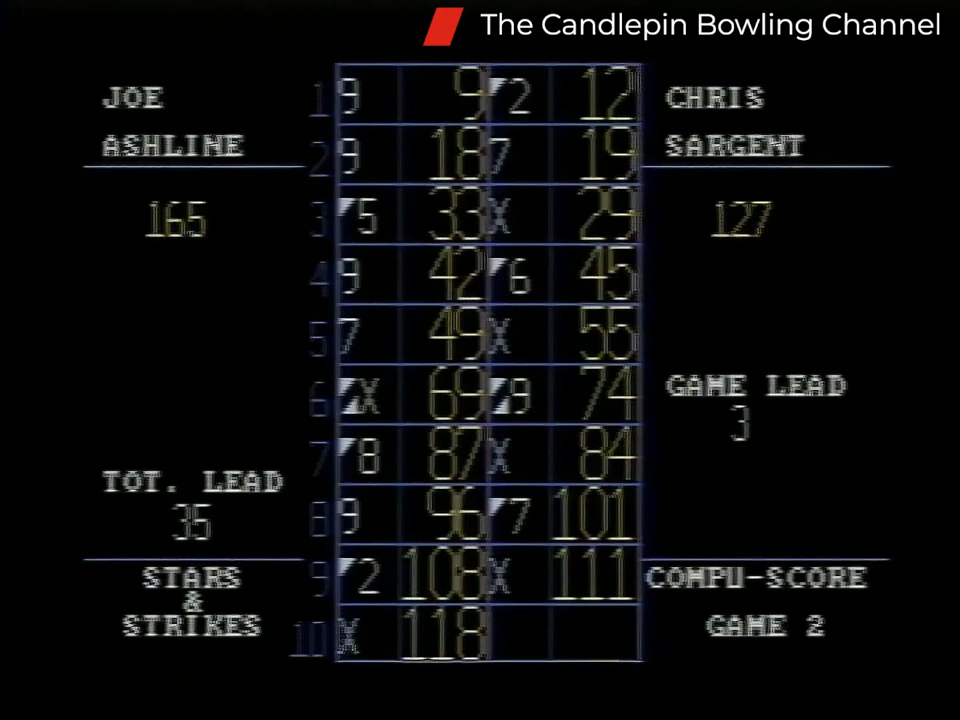 The Candlepin Bowling Channel
JOE
ASHLINE
165
TOT. LEAD
35
STARS
&
STRIKES
1 9 9 2 12
2 9 18 7 19
3 5 33 X 29
4 9 42 6 45
5 7 49 X 55
6 X 69 9 74
7 8 87 X 84
8 9 96 7 101
9 2 108 X 111
10 X 118
CHRIS
SARGENT
127
GAME LEAD
3
COMPU-SCORE
GAME 2